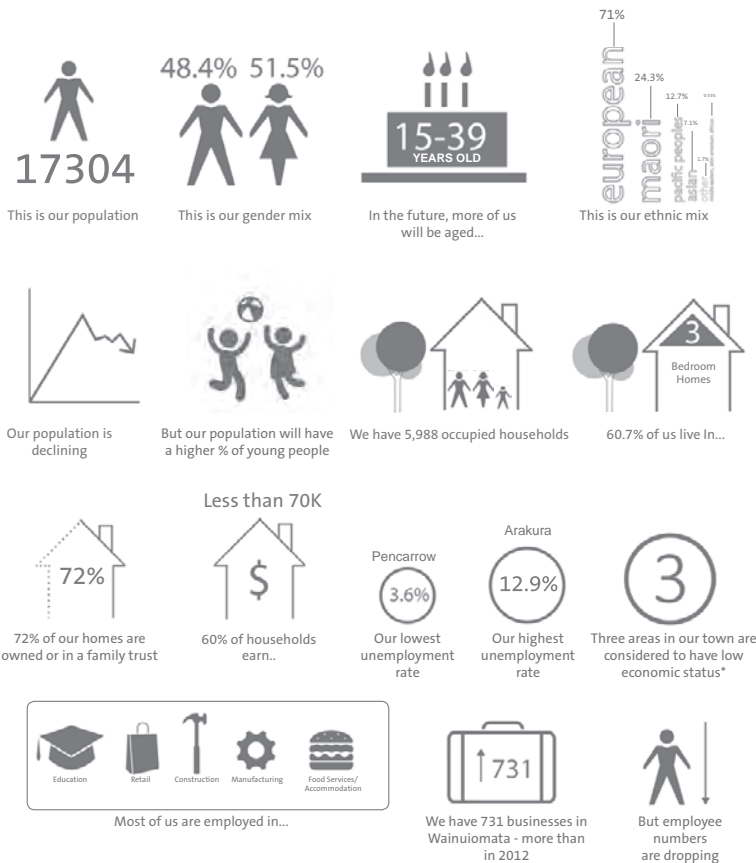 71%
48.4% 51.5%
24.3%
12.7%
7.1%
1.7%
european
maori
pacific peoples
asian
other
15-39
YEARS OLD
17304
This is our population
This is our gender mix
In the future, more of us
will be aged...
This is our ethnic mix
3
Bedroom
Homes
Our population is
declining
But our population will have
a higher % of young people
We have 5,988 occupied households
60.7% of us live In...
Less than 70K
72%
$
Pencarrow
3.6%
Arakura
12.9%
3
72% of our homes are
owned or in a family trust
60% of households
earn..
Our lowest
unemployment
rate
Our highest
unemployment
rate
Three areas in our town are
considered to have low
economic status*
Education
Retail
Construction
Manufacturing
Food Services/
Accommodation
Most of us are employed in...
731
We have 731 businesses in
Wainuiomata - more than
in 2012
But employee
numbers
are dropping